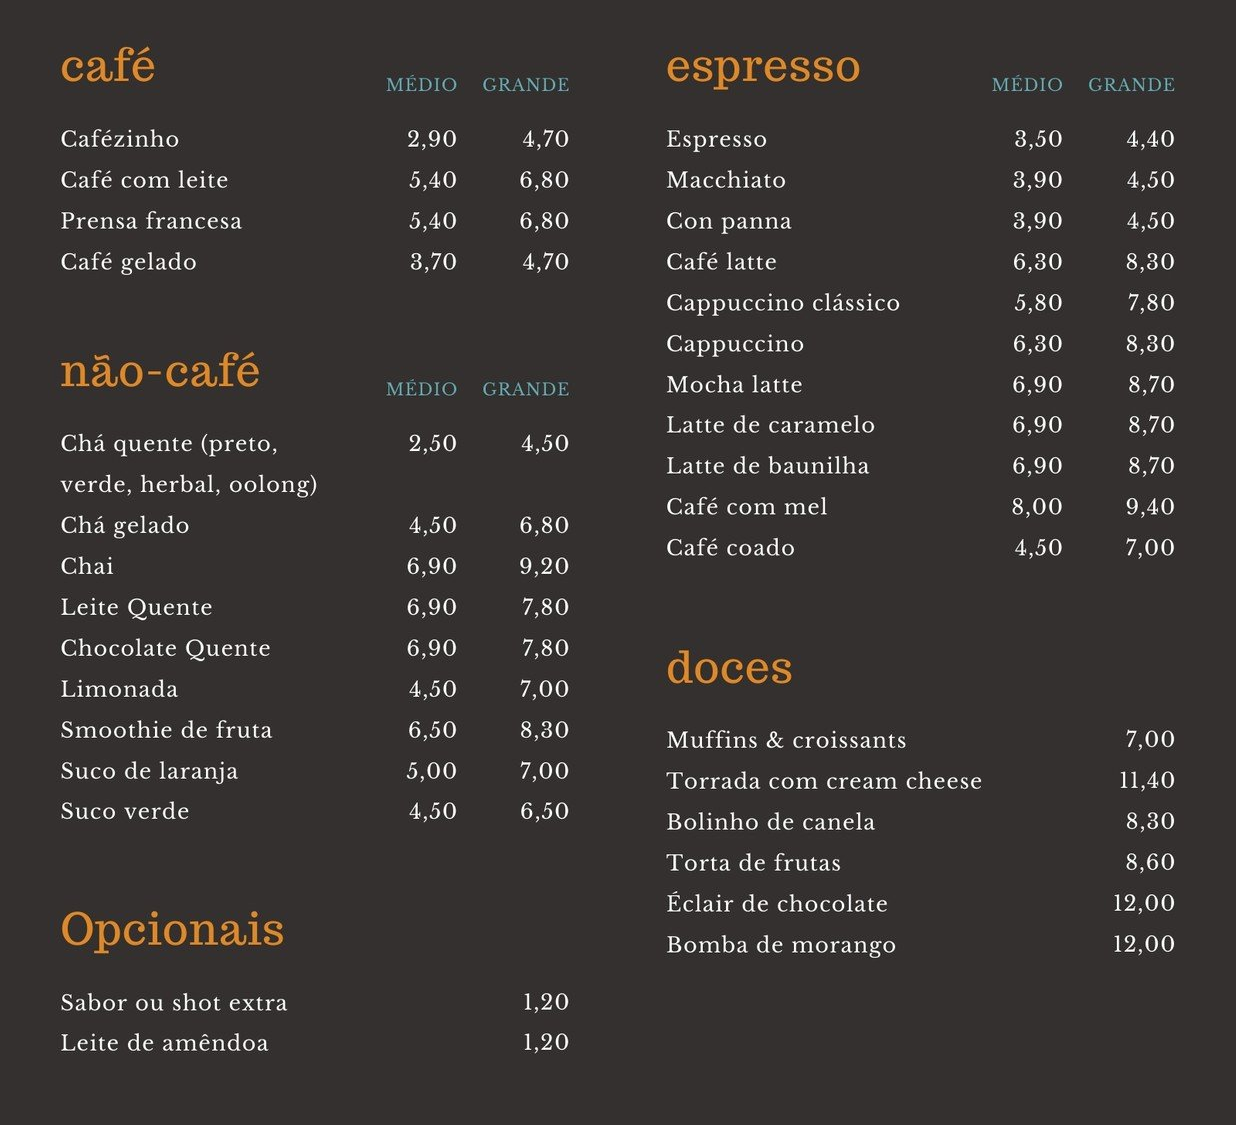 café
MÉDIO GRANDE
Cafézinho 2,90 4,70
Café com leite 5,40 6,80
Prensa francesa 5,40 6,80
Café gelado 3,70 4,70
não-café
MÉDIO GRANDE
Chá quente (preto, 2,50 4,50
verde, herbal, oolong)
Chá gelado 4,50 6,80
Chai 6,90 9,20
Leite Quente 6,90 7,80
Chocolate Quente 6,90 7,80
Limonada 4,50 7,00
Smoothie de fruta 6,50 8,30
Suco de laranja 5,00 7,00
Suco verde 4,50 6,50
Opcionais
Sabor ou shot extra 1,20
Leite de amêndoa 1,20
espresso
MÉDIO GRANDE
Espresso 3,50 4,40
Macchiato 3,90 4,50
Con panna 3,90 4,50
Café latte 6,30 8,30
Cappuccino clássico 5,80 7,80
Cappuccino 6,30 8,30
Mocha latte 6,90 8,70
Latte de caramelo 6,90 8,70
Latte de baunilha 6,90 8,70
Café com mel 8,00 9,40
Café coado 4,50 7,00
doces
Muffins & croissants 7,00
Torrada com cream cheese 11,40
Bolinho de canela 8,30
Torta de frutas 8,60
Éclair de chocolate 12,00
Bomba de morango 12,00